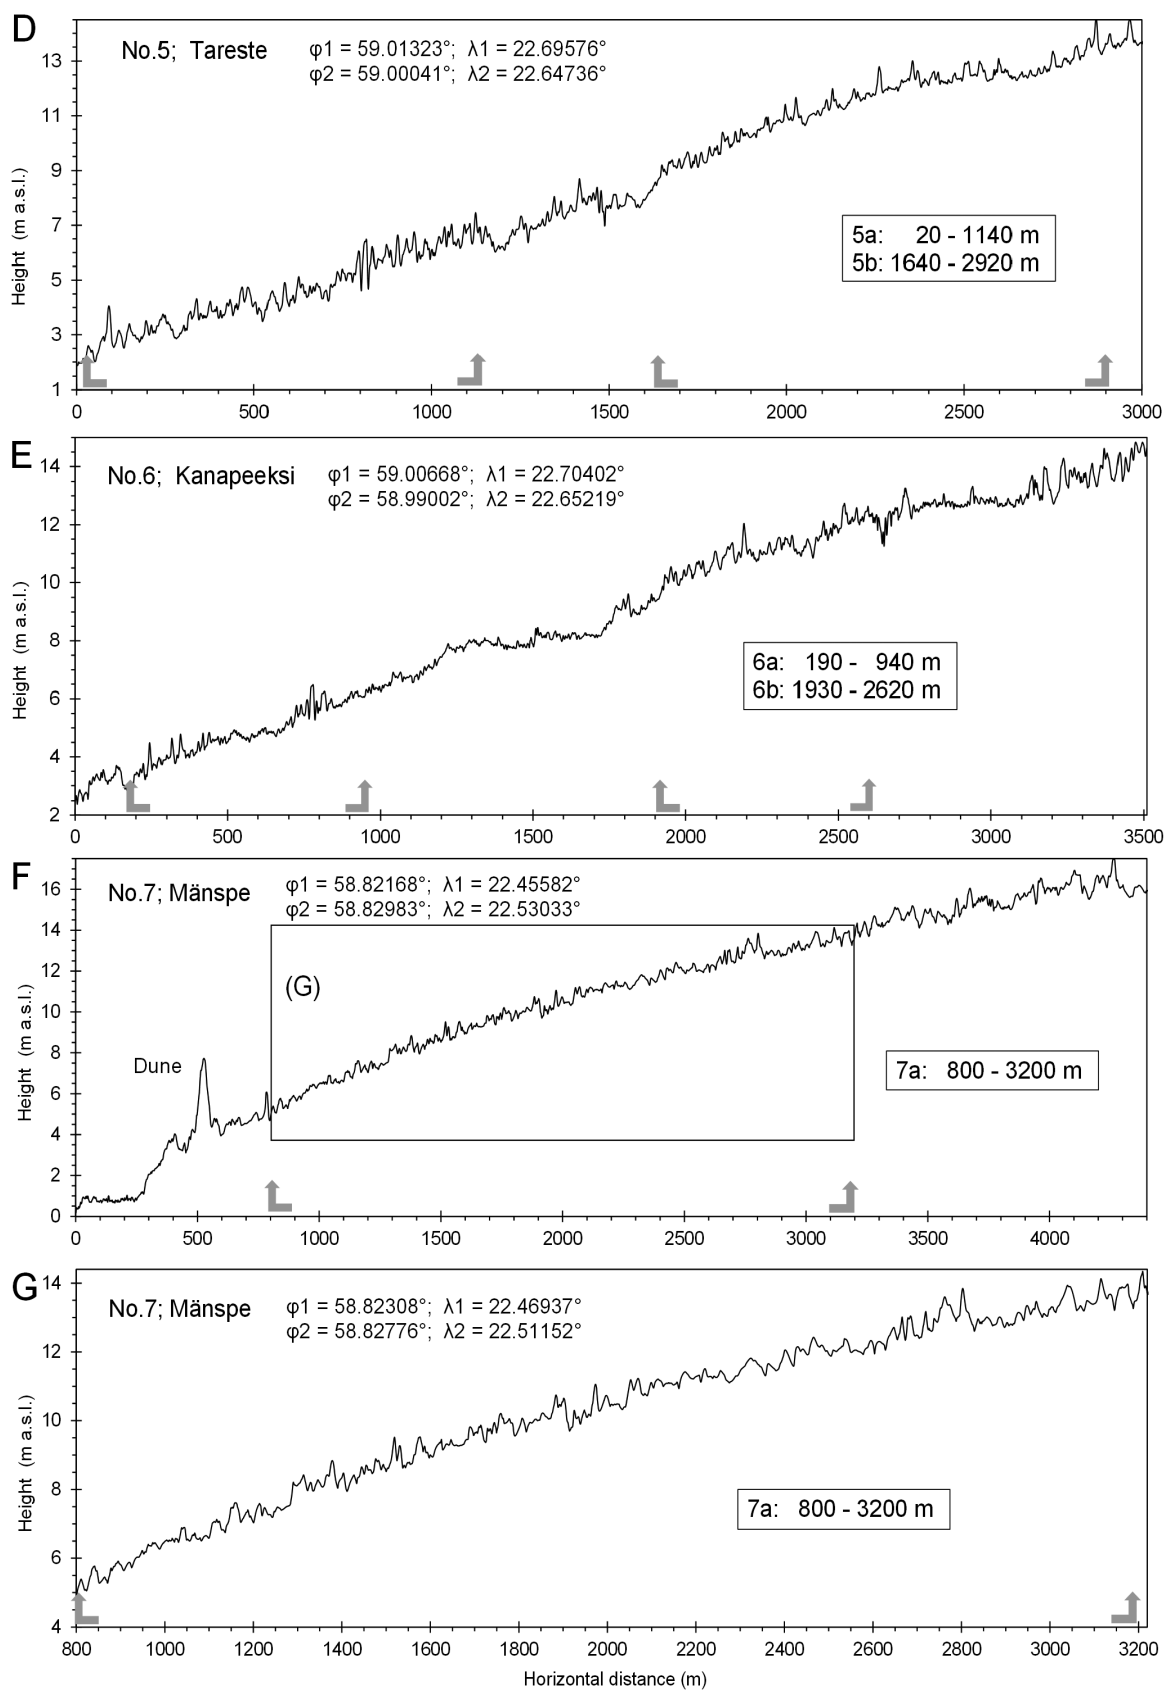 D
No.5; Tareste
φ1 = 59.01323°; λ1 = 22.69576°
φ2 = 59.00041°; λ2 = 22.64736°
13
11
9
7
5
3
1
Height (m a.s.l.)
5a: 20 - 1140 m
5b: 1640 - 2920 m
0 500 1000 1500 2000 2500 3000
E
No.6; Kanapeeksi
φ1 = 59.00668°; λ1 = 22.70402°
φ2 = 58.99002°; λ2 = 22.65219°
14
12
10
8
6
4
2
Height (m a.s.l.)
6a: 190 - 940 m
6b: 1930 - 2620 m
0 500 1000 1500 2000 2500 3000 3500
F
No.7; Mänspe
φ1 = 58.82168°; λ1 = 22.45582°
φ2 = 58.82983°; λ2 = 22.53033°
16
14
12
10
8
6
4
2
0
Height (m a.s.l.)
(G)
Dune
7a: 800 - 3200 m
0 500 1000 1500 2000 2500 3000 3500 4000
G
No.7; Mänspe
φ1 = 58.82308°; λ1 = 22.46937°
φ2 = 58.82776°; λ2 = 22.51152°
14
12
10
8
6
4
Height (m a.s.l.)
7a: 800 - 3200 m
800 1000 1200 1400 1600 1800 2000 2200 2400 2600 2800 3000 3200
Horizontal distance (m)